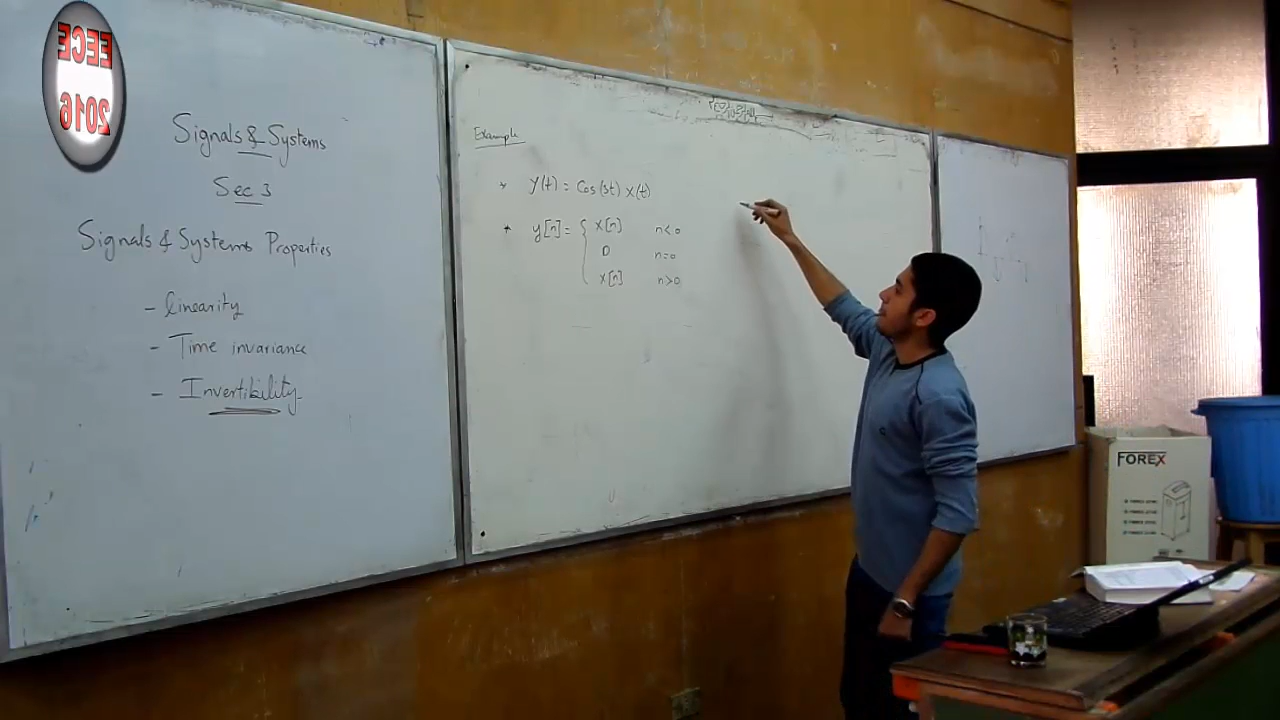 EECE
2016
Signals & Systems
Sec 3
Signals & Systems Properties
- linearity
- Time invariance
- Invertibility
Example
* y(t) = Cos(3t) x(t)
* y[n] = { x[n] n<0
0 n=0
x[n] n>0
FOREX